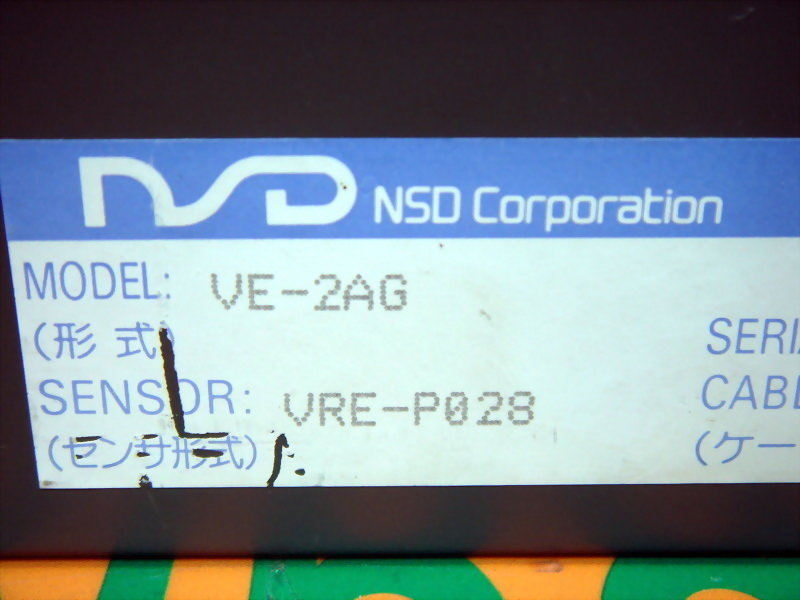 NSD NSD Corporation
MODEL: VE-2AG
(形式)
SENSOR: VRE-P028
(センサ形式)
SERI
CABL
(ケー